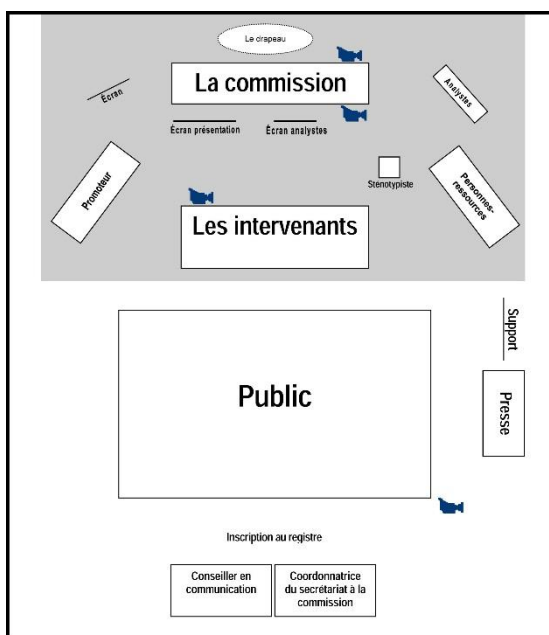 Le drapeau
La commission
Écran
Analystes
Écran présentation
Écran analystes
Promoteur
Sténotypiste
Personnes-
ressources
Les intervenants
Support
Public
Presse
Inscription au registre
Conseiller en
communication
Coordonnatrice
du secrétariat à la
commission